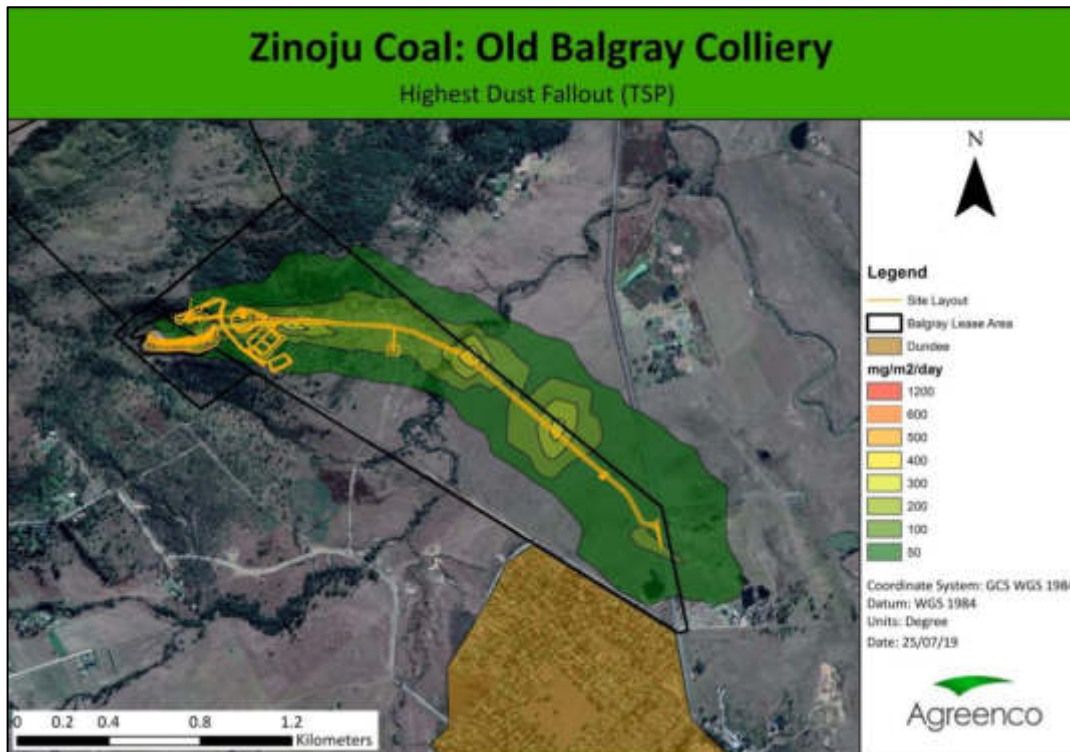 Zinoju Coal: Old Balgray Colliery
Highest Dust Fallout (TSP)
N
Legend
Site Layout
Balgray Lease Area
Dundee
mg/m2/day
1200
600
500
400
300
200
100
50
Coordinate System: GCS WGS 1984
Datum: WGS 1984
Units: Degree
Date: 25/07/19
Agreenco
0 0.2 0.4 0.8 1.2
Kilometers